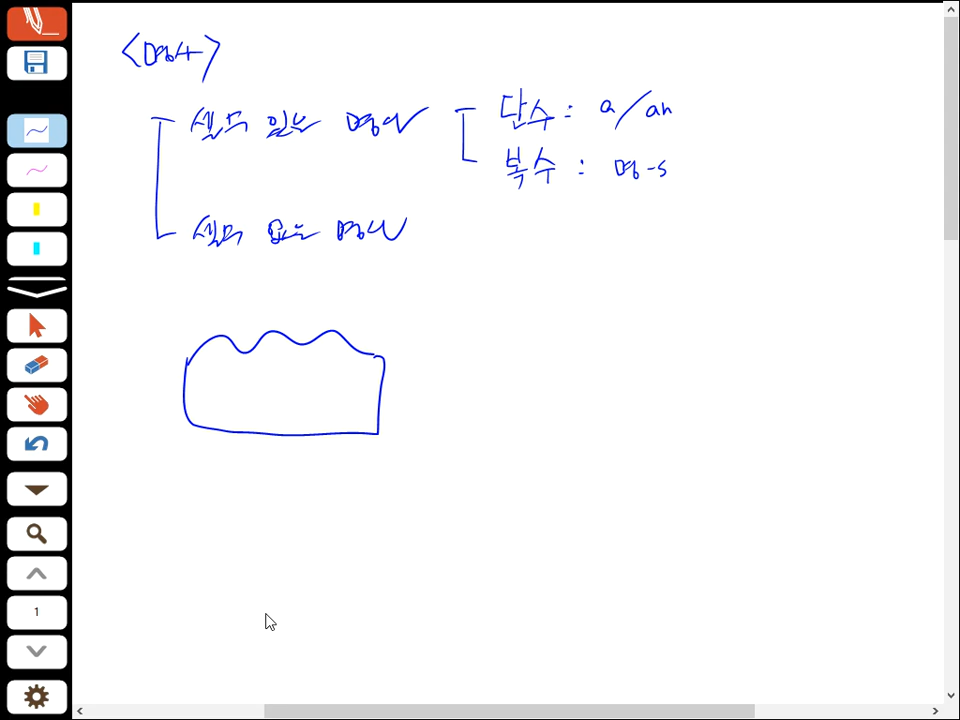 <명사>
셀 수 있는 명사
단수 : a/an
복수 : 명-s
셀 수 없는 명사
1